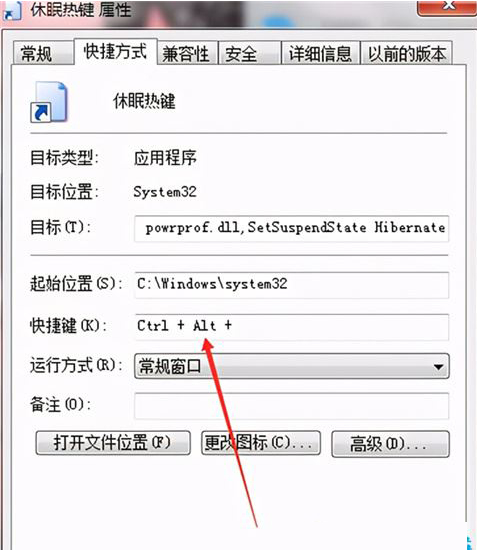 休眠热键 属性
常规 快捷方式 兼容性 安全 详细信息 以前的版本
休眠热键
目标类型: 应用程序
目标位置: System32
目标(T): powrprof.dll,SetSuspendState Hibernate
起始位置(S): C:\Windows\system32
快捷键(K): Ctrl + Alt +
运行方式(R): 常规窗口
备注(O):
打开文件位置(F) 更改图标(C)... 高级(D)...